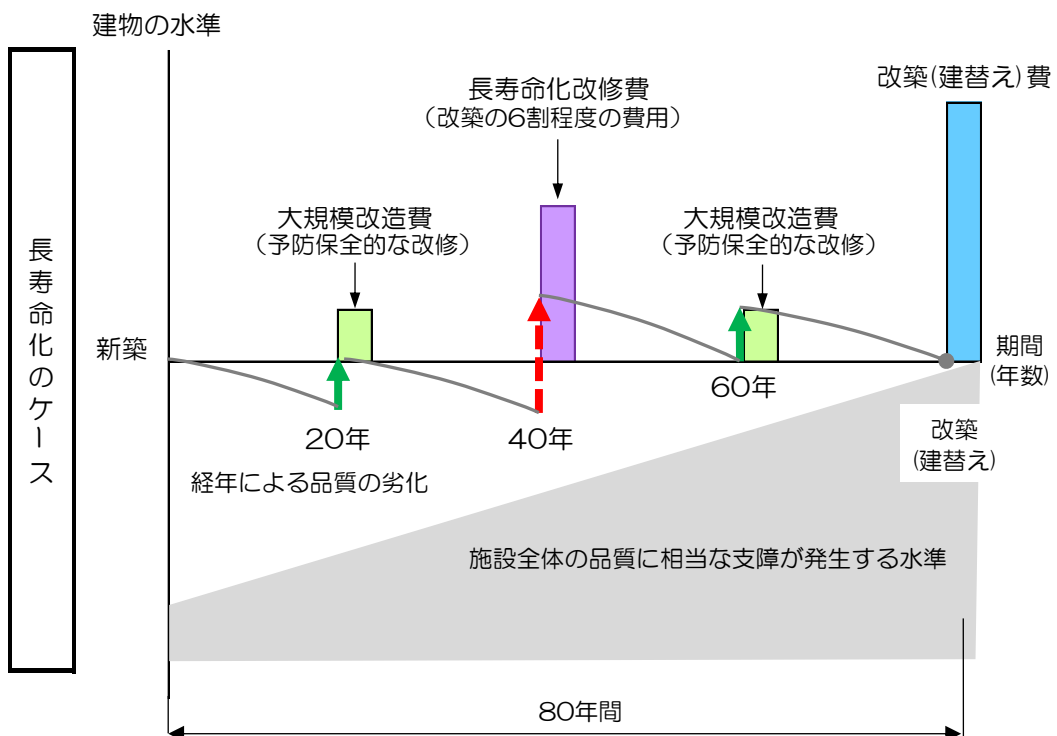 建物の水準
長寿命化のケース
改築(建替え)費
長寿命化改修費
(改築の6割程度の費用)
大規模改造費
(予防保全的な改修)
大規模改造費
(予防保全的な改修)
新築
期間
(年数)
60年
20年
40年
改築
(建替え)
経年による品質の劣化
施設全体の品質に相当な支障が発生する水準
80年間